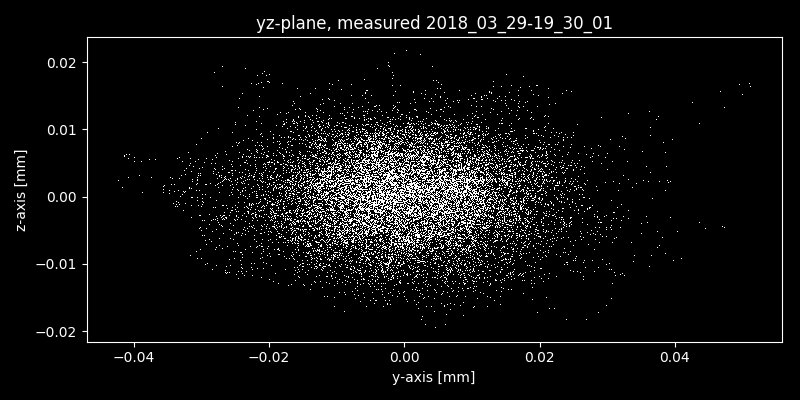 yz-plane, measured 2018_03_29-19_30_01
z-axis [mm]
0.02
0.01
0.00
−0.01
−0.02
−0.04 −0.02 0.00 0.02 0.04
y-axis [mm]